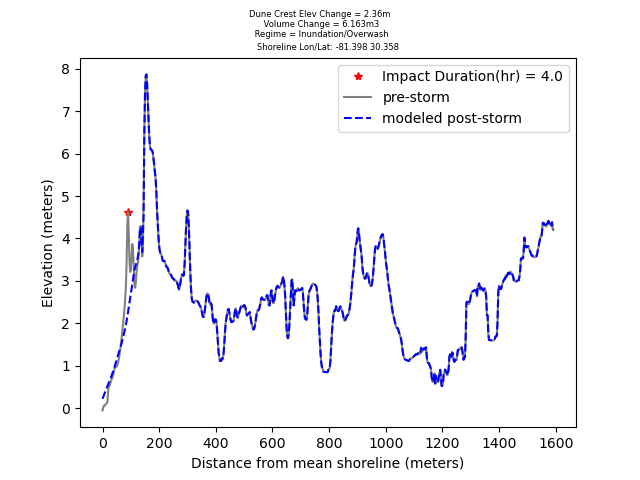 Dune Crest Elev Change = 2.36m
Volume Change = 6.163m3
Regime = Inundation/Overwash
Shoreline Lon/Lat: -81.398 30.358
Impact Duration(hr) = 4.0
pre-storm
modeled post-storm
Elevation (meters)
8
7
6
5
4
3
2
1
0
0 200 400 600 800 1000 1200 1400 1600
Distance from mean shoreline (meters)